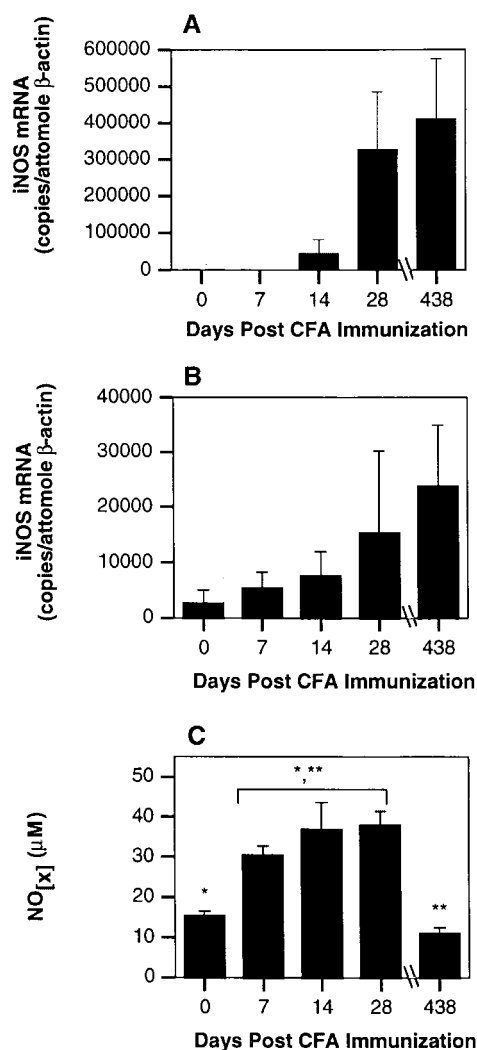 A
iNOS mRNA
(copies/attomole β-actin)
600000
500000
400000
300000
200000
100000
0
0 7 14 28 438
Days Post CFA Immunization
B
iNOS mRNA
(copies/attomole β-actin)
40000
30000
20000
10000
0
0 7 14 28 438
Days Post CFA Immunization
C
NO[x] (μM)
50
40
30
20
10
0
*,**
*
**
0 7 14 28 438
Days Post CFA Immunization